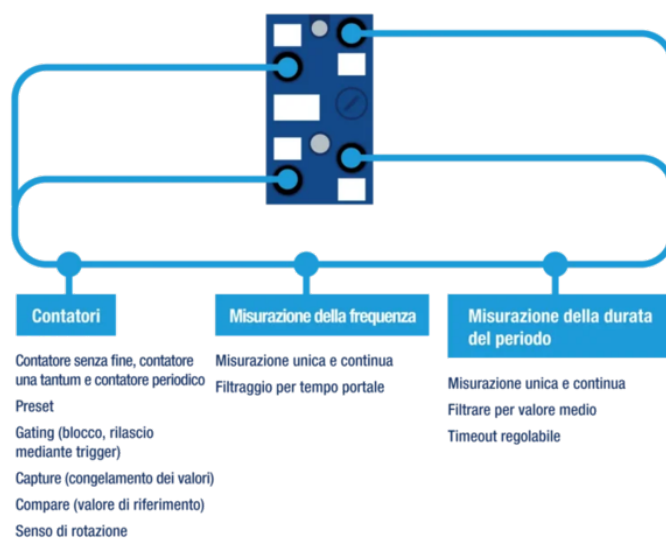 Contatori
Contatore senza fine, contatore
una tantum e contatore periodico
Preset
Gating (blocco, rilascio
mediante trigger)
Capture (congelamento dei valori)
Compare (valore di riferimento)
Senso di rotazione
Misurazione della frequenza
Misurazione unica e continua
Filtraggio per tempo portale
Misurazione della durata
del periodo
Misurazione unica e continua
Filtrare per valore medio
Timeout regolabile